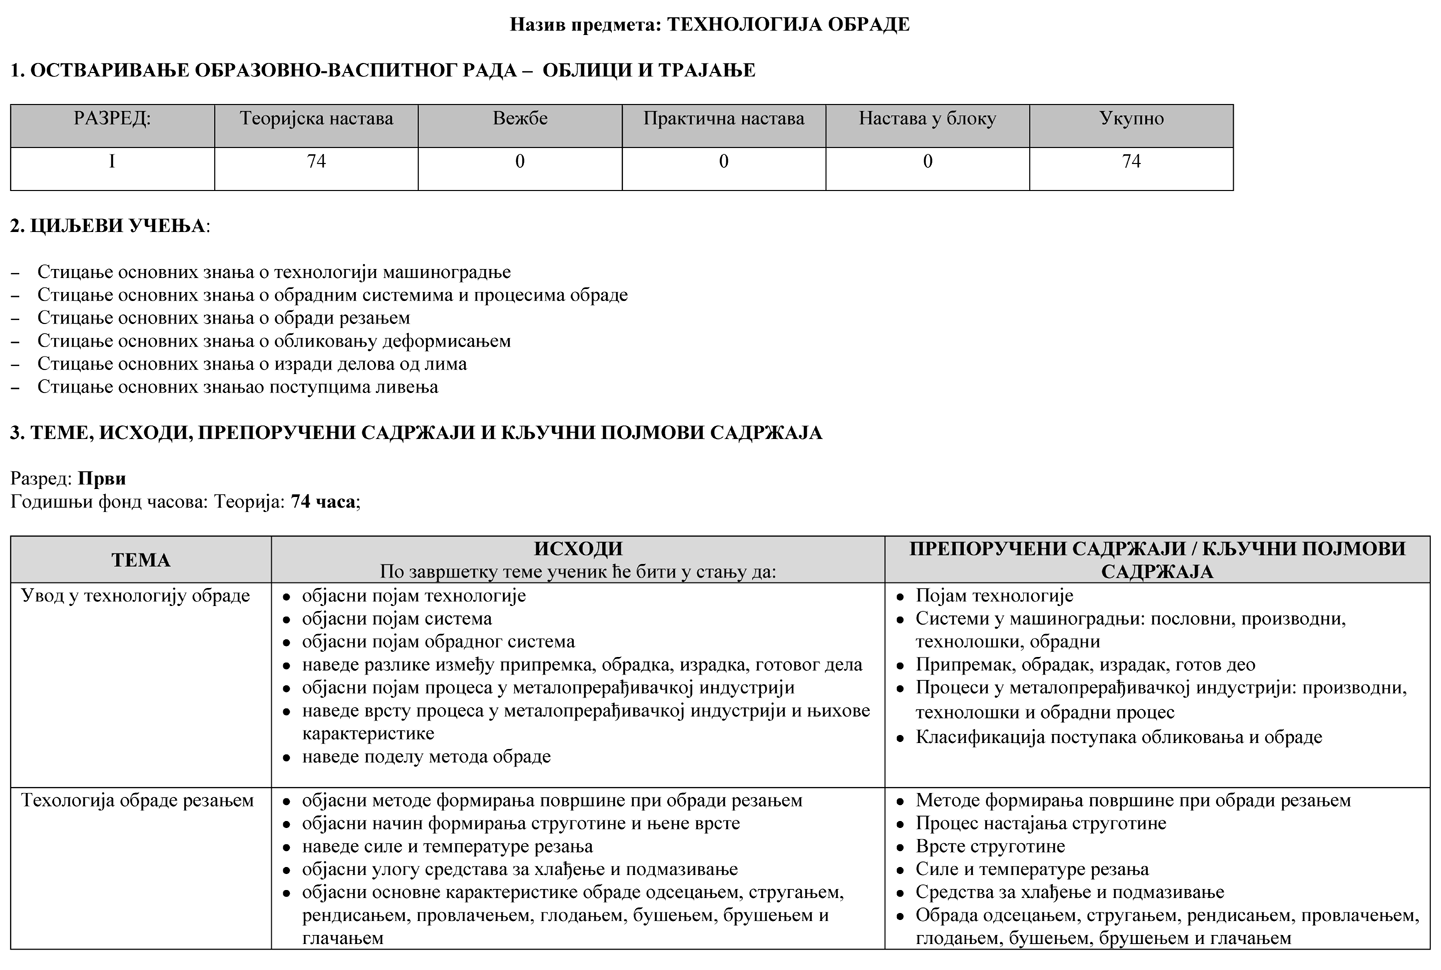 Назив предмета: ТЕХНОЛОГИЈА ОБРАДЕ
1. ОСТВАРИВАЊЕ ОБРАЗОВНО-ВАСПИТНОГ РАДА – ОБЛИЦИ И ТРАЈАЊЕ
РАЗРЕД: Теоријска настава Вежбе Практична настава Настава у блоку Укупно
I 74 0 0 0 74
2. ЦИЉЕВИ УЧЕЊА:
– Стицање основних знања о технологији машиноградње
– Стицање основних знања о обрадним системима и процесима обраде
– Стицање основних знања о обради резањем
– Стицање основних знања о обликовању деформисањем
– Стицање основних знања о изради делова од лима
– Стицање основних знањао поступцима ливења
3. ТЕМЕ, ИСХОДИ, ПРЕПОРУЧЕНИ САДРЖАЈИ И КЉУЧНИ ПОЈМОВИ САДРЖАЈА
Разред: Први
Годишњи фонд часова: Теорија: 74 часа;
ТЕМА
ИСХОДИ
По завршетку теме ученик ће бити у стању да:
ПРЕПОРУЧЕНИ САДРЖАЈИ / КЉУЧНИ ПОЈМОВИ
САДРЖАЈА
Увод у технологију обраде
• објасни појам технологије
• објасни појам система
• објасни појам обрадног система
• наведе разлике између припремка, обрадка, израдка, готовог дела
• објасни појам процеса у металопрерађивачкој индустрији
• наведе врсту процеса у металопрерађивачкој индустрији и њихове
карактеристике
• наведе поделу метода обраде
• Појам технологије
• Системи у машиноградњи: пословни, производни,
технолошки, обрадни
• Припремак, обрадак, израдак, готов део
• Процеси у металопрерађивачкој индустрији: производни,
технолошки и обрадни процес
• Класификација поступака обликовања и обраде
Техологија обраде резањем
• објасни методе формирања површине при обради резањем
• објасни начин формирања струготине и њене врсте
• наведе силе и температуре резања
• објасни улогу средстава за хлађење и подмазивање
• објасни основне карактеристике обраде одсецањем, стругањем,
рендисањем, провлачењем, глодањем, бушењем, брушењем и
глачањем
• Методе формирања површине при обради резањем
• Процес настајања струготине
• Врсте струготине
• Силе и температуре резања
• Средства за хлађење и подмазивање
• Обрада одсецањем, стругањем, рендисањем, провлачењем,
глодањем, бушењем, брушењем и глачањем